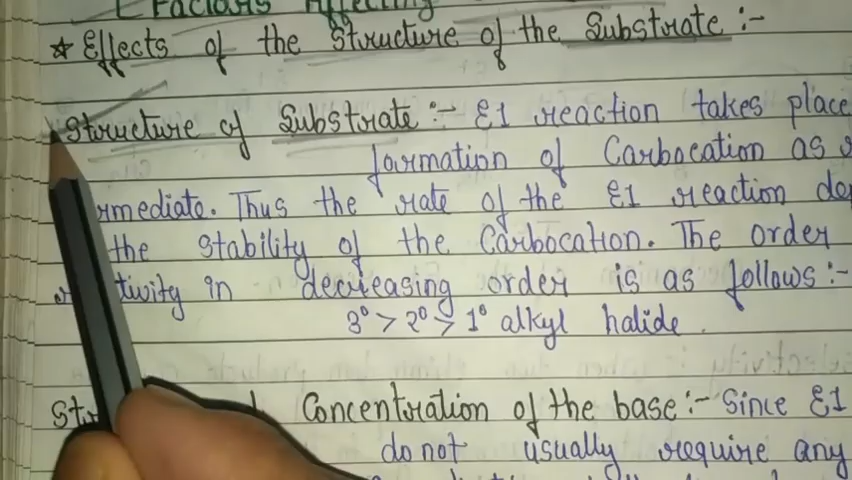 Factors Affecting
* Effects of the Structure of the Substrate :-
Structure of Substrate :- E1 reaction takes place
formation of Carbocation as
rmediate. Thus the rate of the E1 reaction de
the stability of the Carbocation. The order
tivity in decreasing order is as follows :-
3° > 2° > 1° alkyl halide.
Concentration of the base :- Since E1
do not usually require any